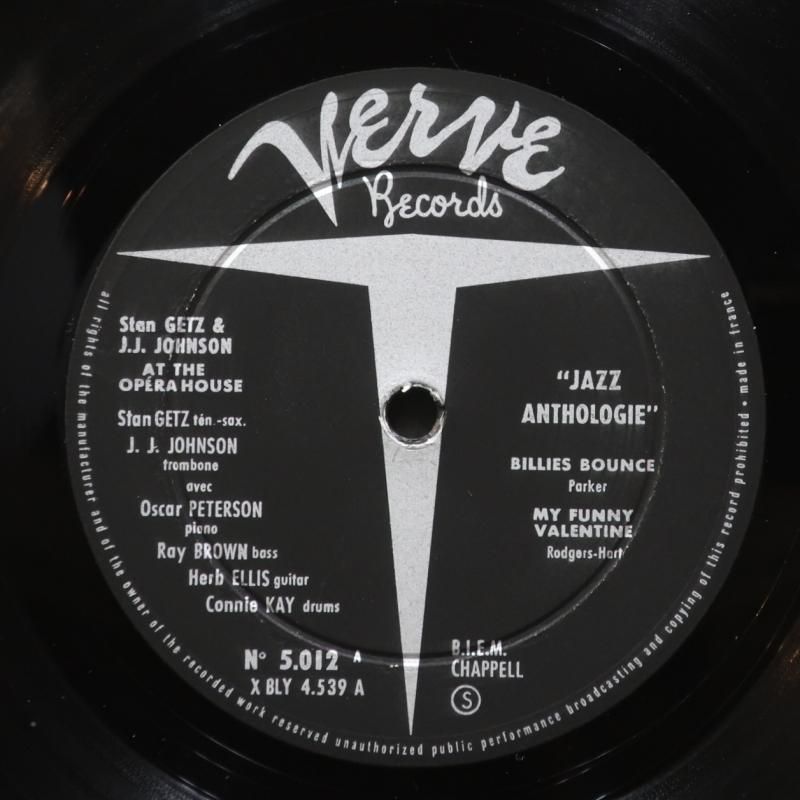 Verve
Records
Stan GETZ &
J.J. JOHNSON
AT THE
OPÉRA HOUSE
Stan GETZ tén.-sax.
J. J. JOHNSON
trombone
avec
Oscar PETERSON
piano
Ray BROWN bass
Herb ELLIS guitar
Connie KAY drums
"JAZZ
ANTHOLOGIE"
BILLIES BOUNCE
Parker
MY FUNNY
VALENTINE
Rodgers-Hart
N° 5.012 A
X BLY 4.539 A
B.I.E.M.
CHAPPELL
S
all rights of the manufacturer and of the owner of the recorded work reserved unauthorized public performance broadcasting and copying of this record prohibited • made in france